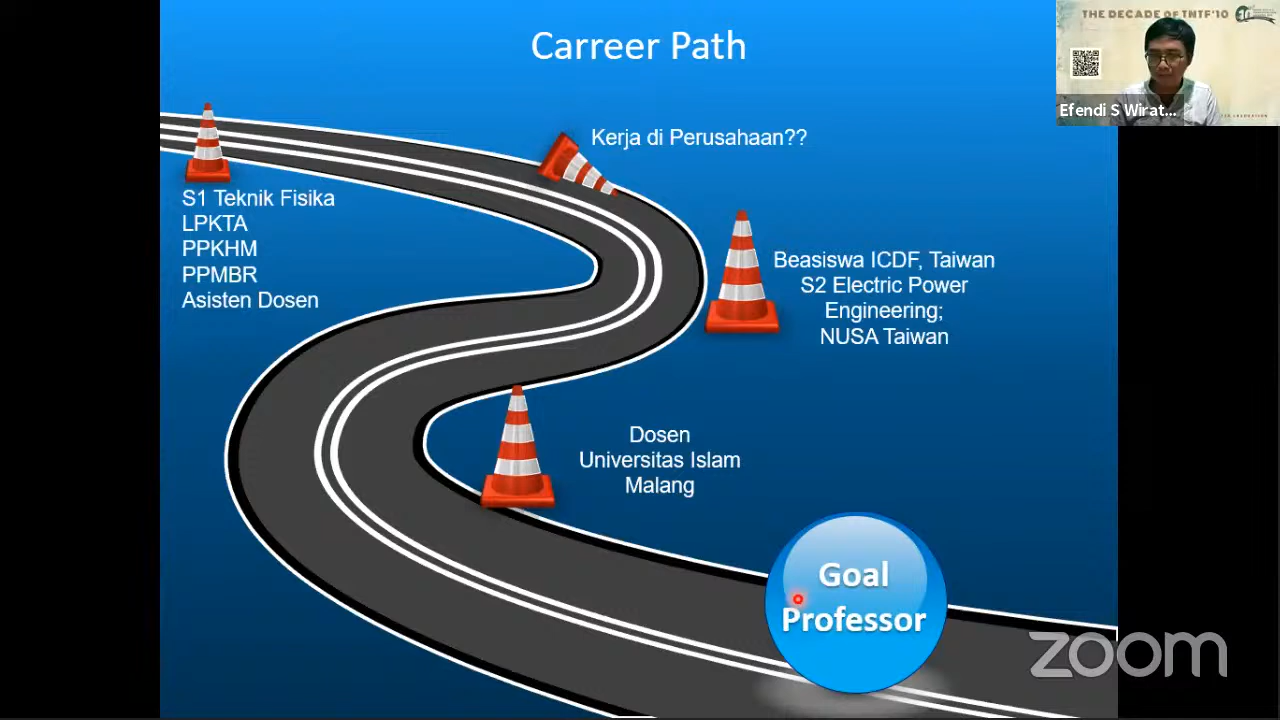 Carreer Path
THE DECADE OF TNTF'10
Efendi S Wirat...
Kerja di Perusahaan??
S1 Teknik Fisika
LPKTA
PPKHM
PPMBR
Asisten Dosen
Beasiswa ICDF, Taiwan
S2 Electric Power
Engineering;
NUSA Taiwan
Dosen
Universitas Islam
Malang
Goal
Professor
zoom